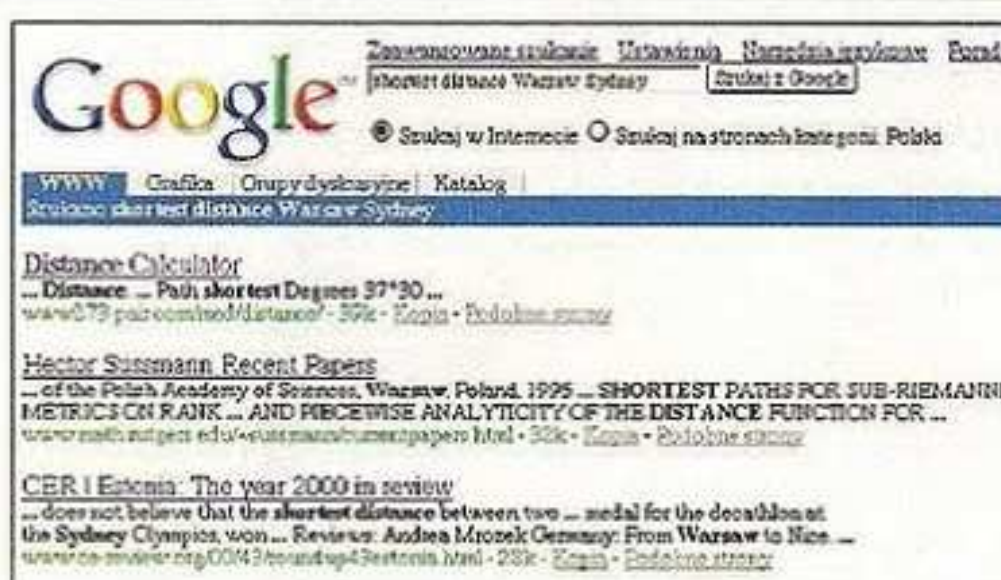 Google
Zaawansowane szukanie Ustawienia Narzędzia językowe Porad
shortest distance Warsaw Sydney Szukaj z Google
Szukaj w Internecie Szukaj na stronach kategorii: Polski
WWW Grafika Grupy dyskusyjne Katalog
Szukano shortest distance Warsaw Sydney
Distance Calculator
... Distance ... Path shortest Degrees 37*30 ...
39k - Kopia - Podobne strony
Hector Sussmann Recent Papers
... of the Polish Academy of Sciences, Warsaw, Poland, 1995 ... SHORTEST PATHS FOR SUB-RIEMANN
METRICS ON RANK ... AND PIECEWISE ANALYTICITY OF THE DISTANCE FUNCTION FOR ...
32k - Kopia - Podobne strony
CER | Estonia: The year 2000 in review
... does not believe that the shortest distance between two ... medal for the decathlon at
the Sydney Olympics, won ... Reviews: Andrea Mrozek Germany: From Warsaw to Nice ...
28k - Kopia - Podobne strony